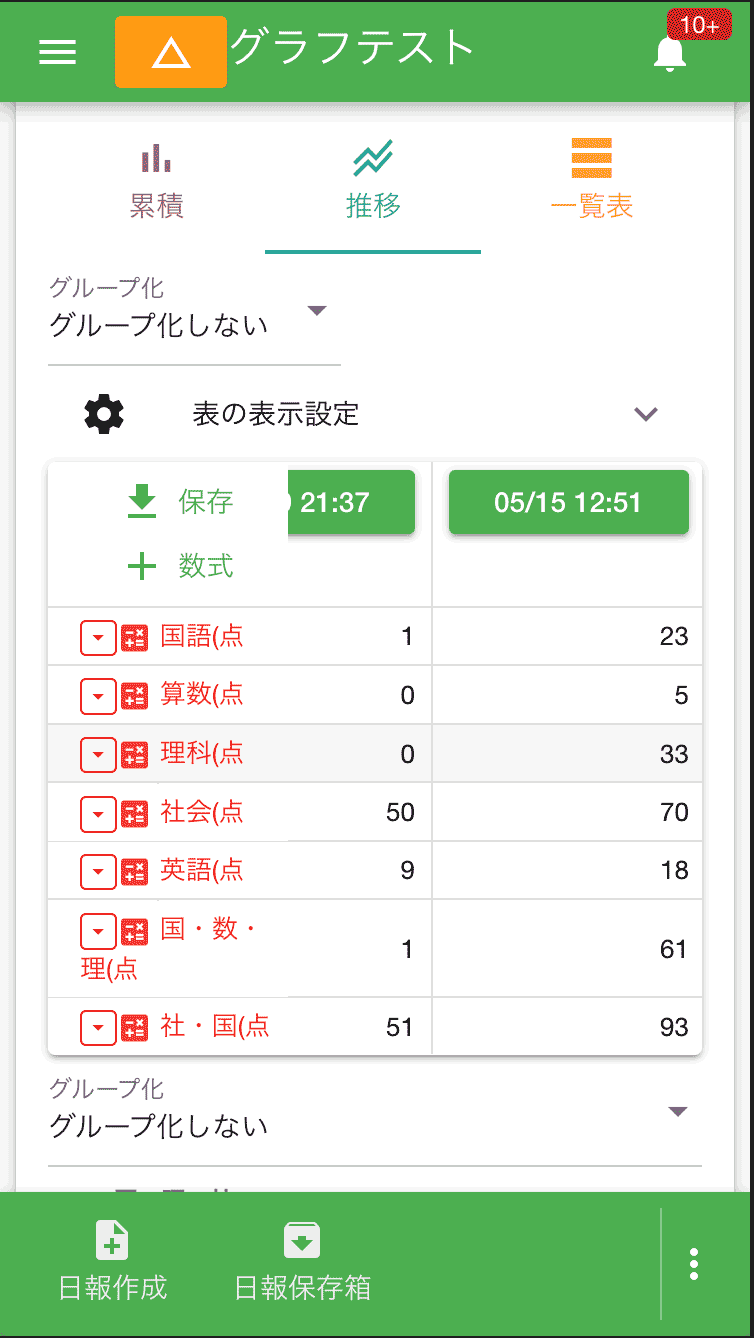 グラフテスト
10+
累積
推移
一覧表
グループ化
グループ化しない
表の表示設定
保存
21:37
05/15 12:51
数式
国語(点 1 23
算数(点 0 5
理科(点 0 33
社会(点 50 70
英語(点 9 18
国・数・
理(点 1 61
社・国(点 51 93
グループ化
グループ化しない
日報作成
日報保存箱